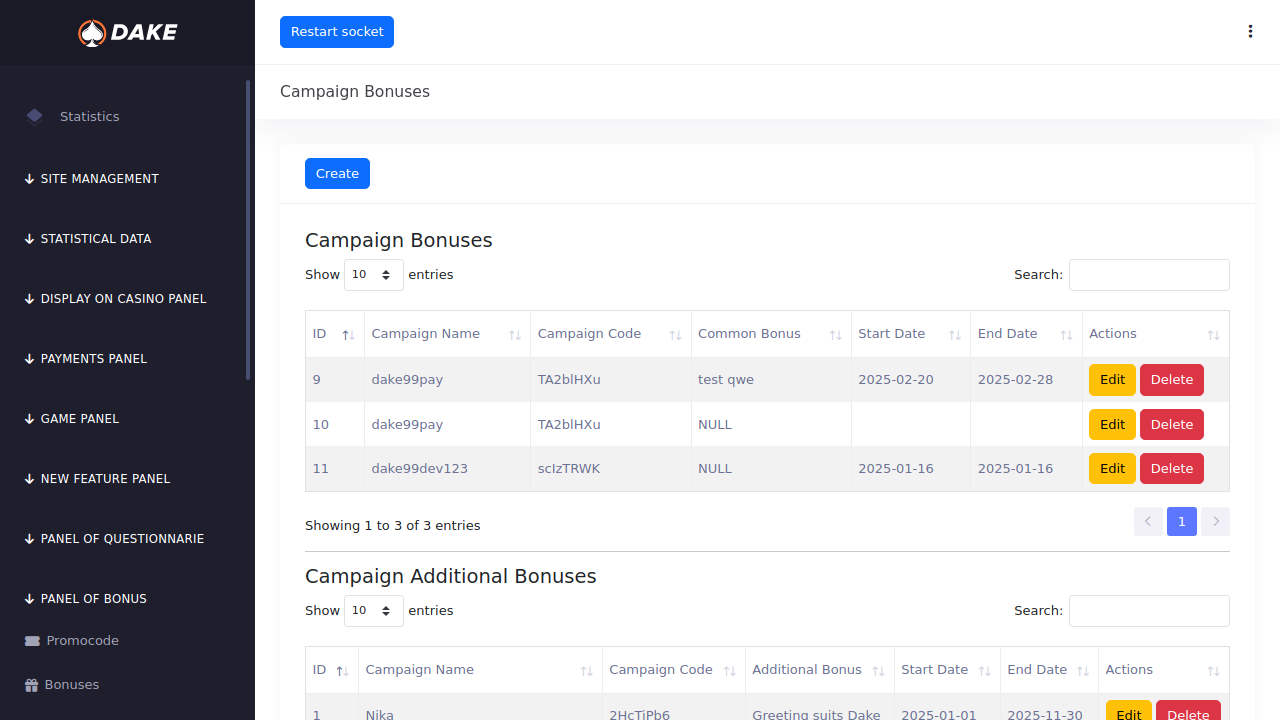 DAKE
Restart socket
Campaign Bonuses
Statistics
SITE MANAGEMENT
STATISTICAL DATA
DISPLAY ON CASINO PANEL
PAYMENTS PANEL
GAME PANEL
NEW FEATURE PANEL
PANEL OF QUESTIONNARIE
PANEL OF BONUS
Promocode
Bonuses
Create
Campaign Bonuses
Show 10 entries Search:
ID Campaign Name Campaign Code Common Bonus Start Date End Date Actions
9 dake99pay TA2blHXu test qwe 2025-02-20 2025-02-28 Edit Delete
10 dake99pay TA2blHXu NULL Edit Delete
11 dake99dev123 scIzTRWK NULL 2025-01-16 2025-01-16 Edit Delete
Showing 1 to 3 of 3 entries 1
Campaign Additional Bonuses
Show 10 entries Search:
ID Campaign Name Campaign Code Additional Bonus Start Date End Date Actions
1 Nika 2HcTjPb6 Greeting suits Dake 2025-01-01 2025-11-30 Edit Delete